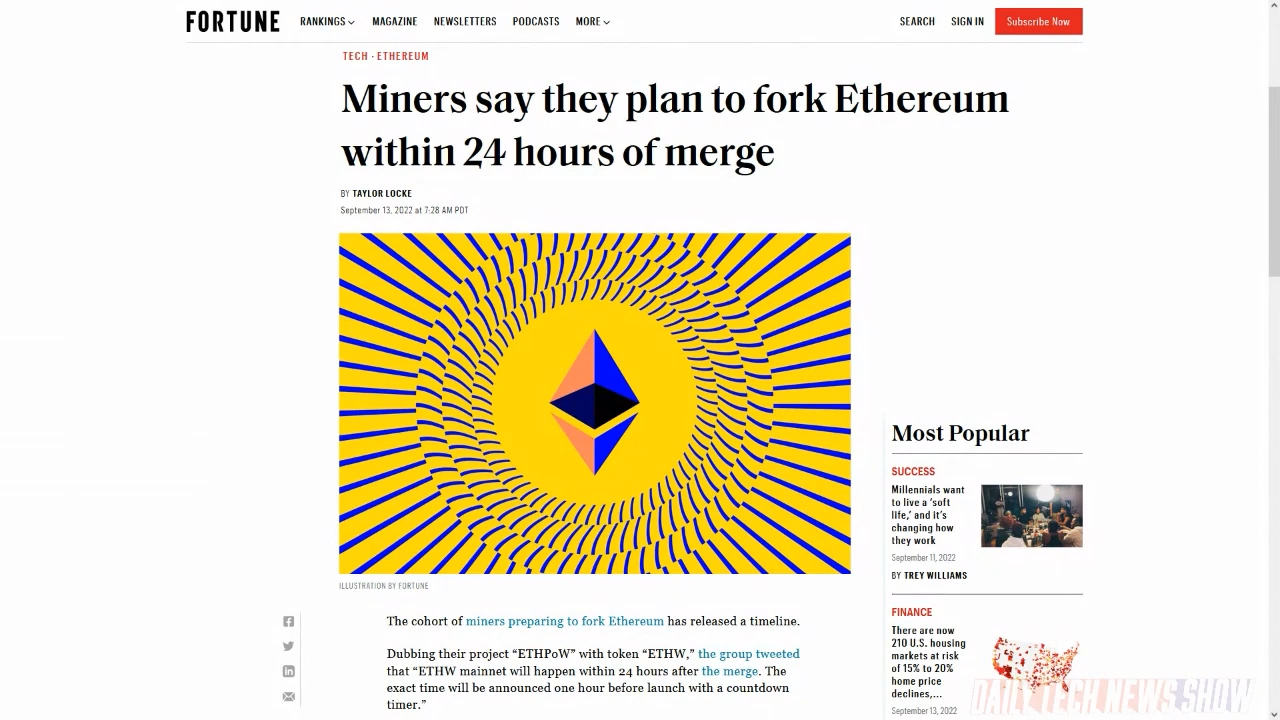 FORTUNE
RANKINGS
MAGAZINE
NEWSLETTERS
PODCASTS
MORE
SEARCH
SIGN IN
Subscribe Now
TECH · ETHEREUM
Miners say they plan to fork Ethereum
within 24 hours of merge
BY TAYLOR LOCKE
September 13, 2022 at 7:28 AM PDT
ILLUSTRATION BY FORTUNE
The cohort of miners preparing to fork Ethereum has released a timeline.
Dubbing their project “ETHPoW” with token “ETHW,” the group tweeted
that “ETHW mainnet will happen within 24 hours after the merge. The
exact time will be announced one hour before launch with a countdown
timer.”
Most Popular
SUCCESS
Millennials want
to live a ‘soft
life,’ and it’s
changing how
they work
September 11, 2022
BY TREY WILLIAMS
FINANCE
There are now
210 U.S. housing
markets at risk
of 15% to 20%
home price
declines,...
September 13, 2022
DAILY TECH NEWS SHOW